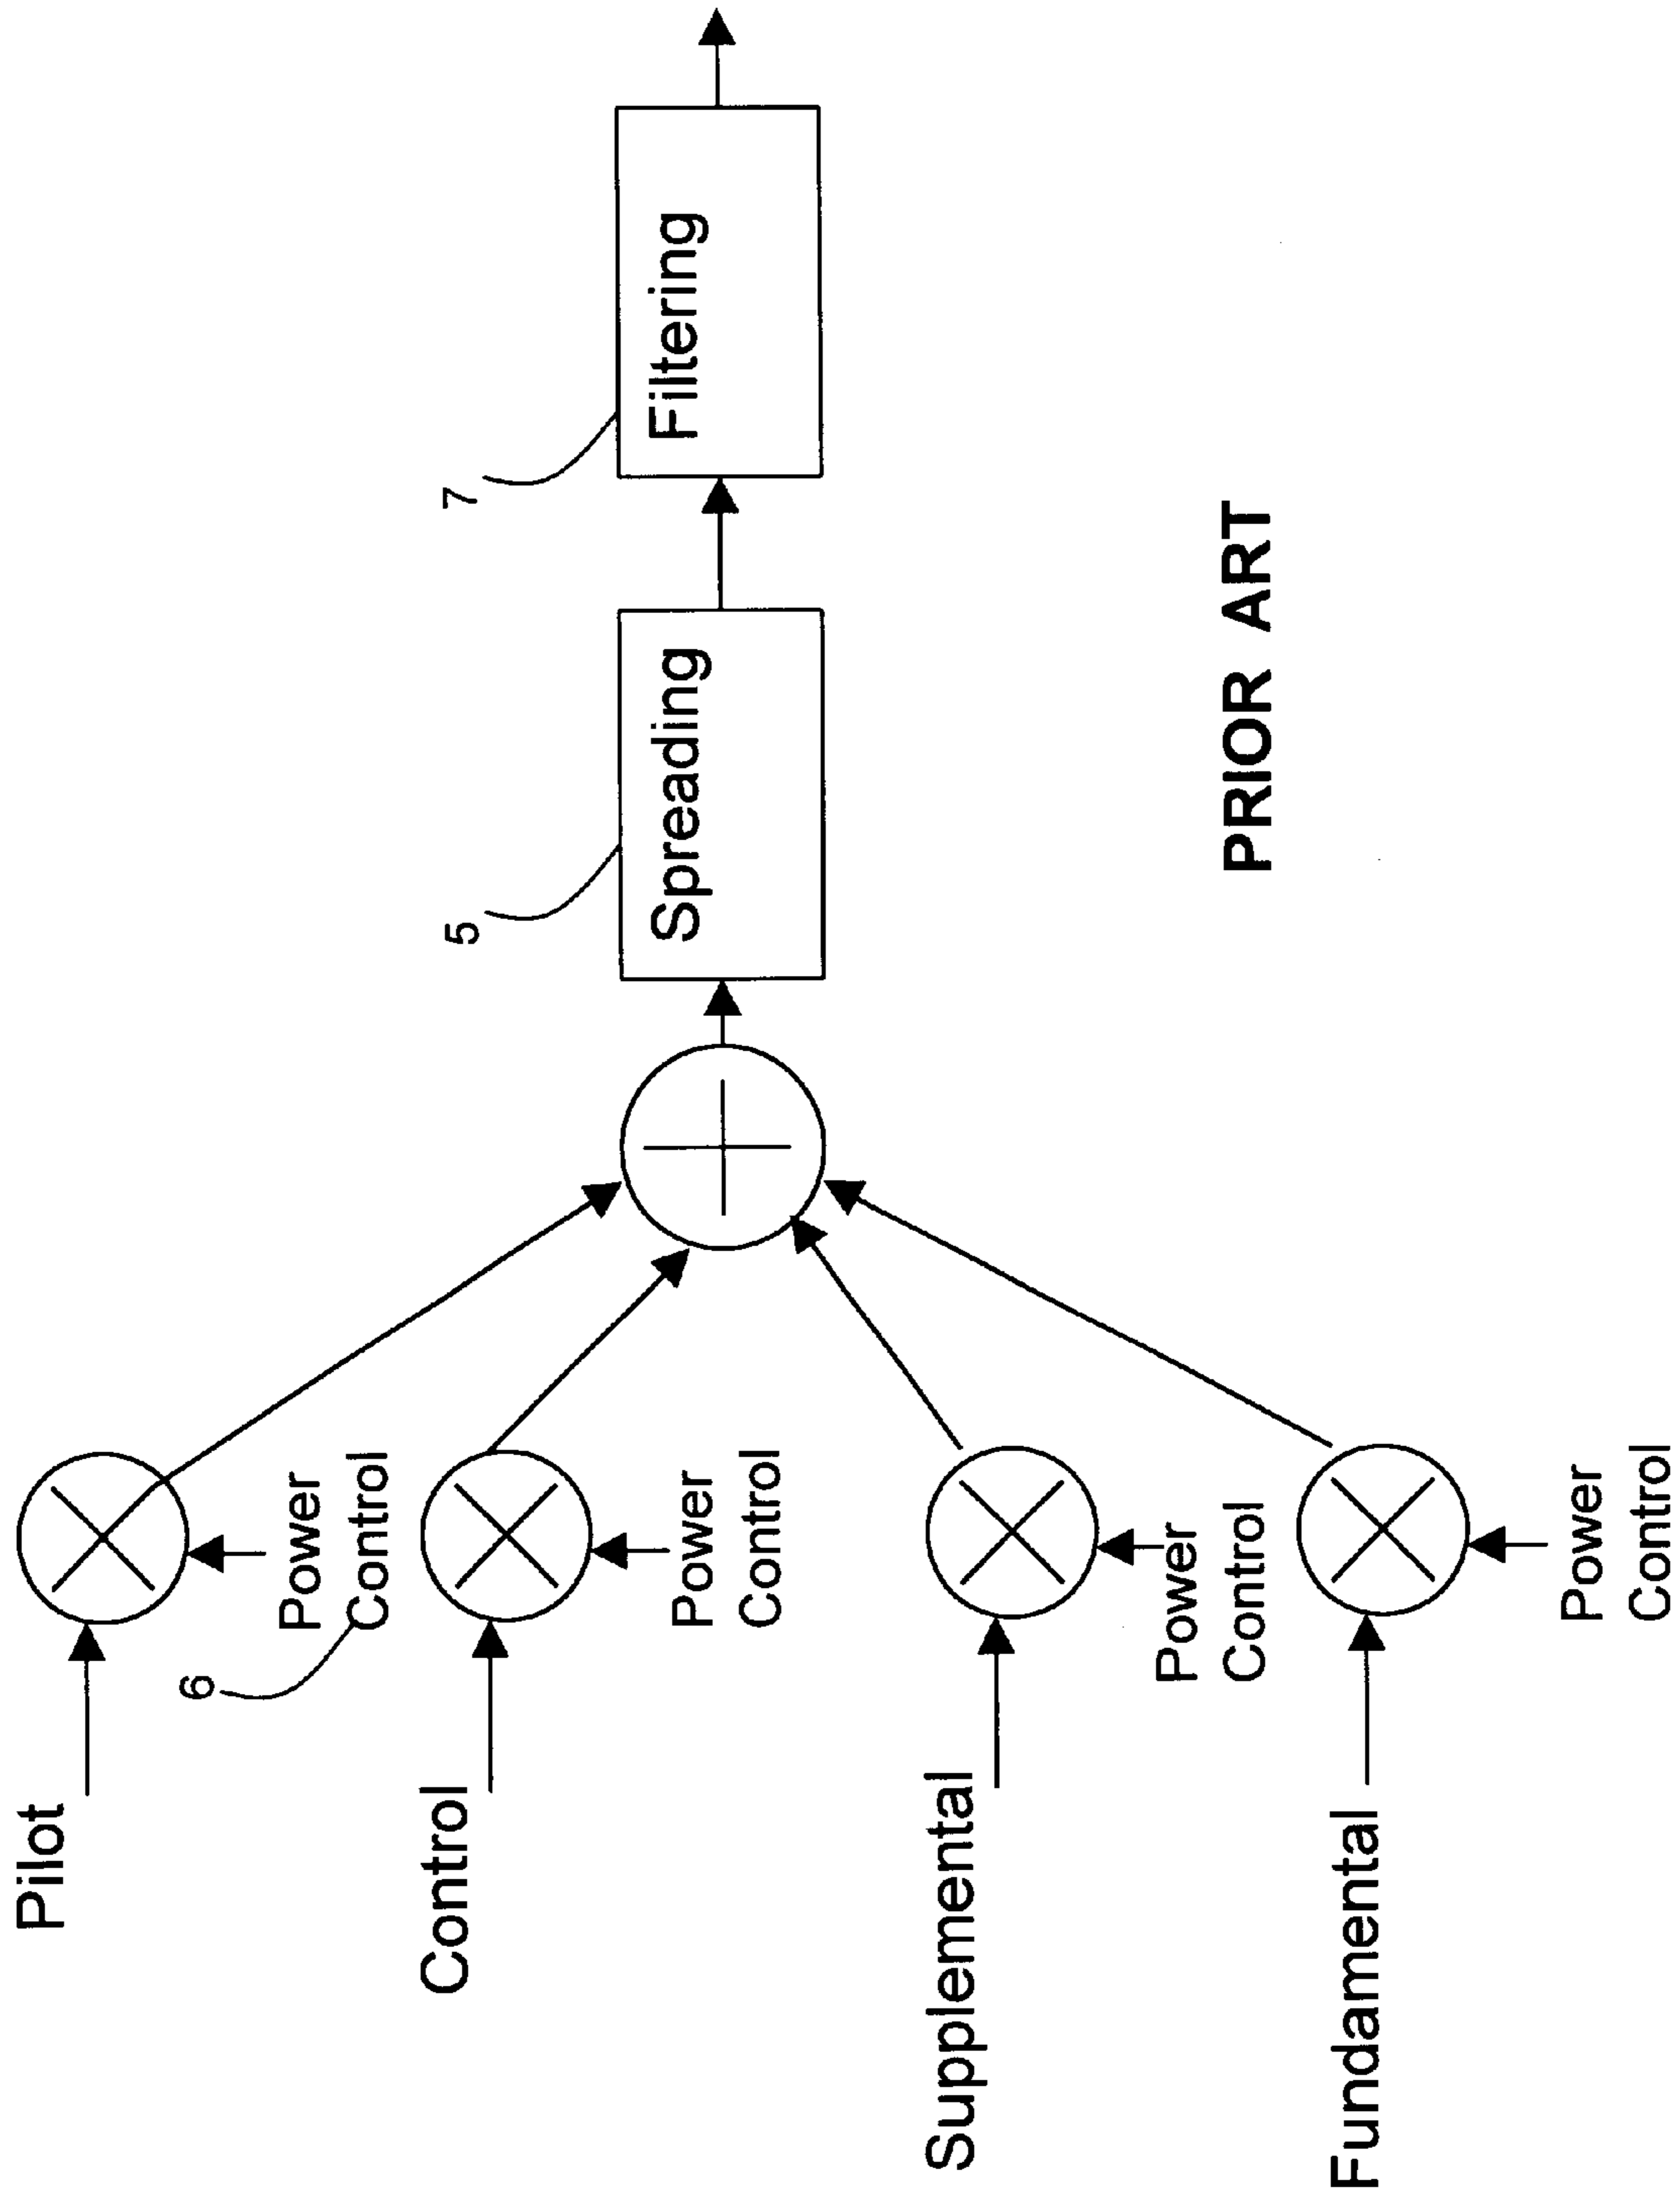 Pilot
Power
Control
6
Control
Power
Control
5
Spreading
7
Filtering
Supplemental
Power
Control
Fundamental
Power
Control
PRIOR ART